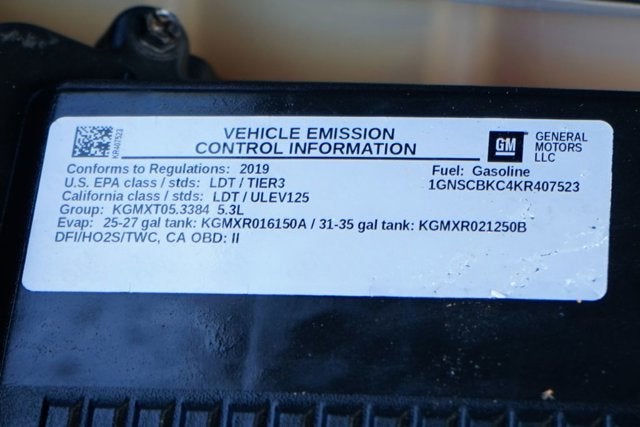 KR407523
VEHICLE EMISSION
CONTROL INFORMATION
GM
GENERAL
MOTORS
LLC
Conforms to Regulations: 2019
Fuel: Gasoline
U.S. EPA class / stds: LDT / TIER3
1GNSCBKC4KR407523
California class / stds: LDT / ULEV125
Group: KGMXT05.3384 5.3L
Evap: 25-27 gal tank: KGMXR016150A / 31-35 gal tank: KGMXR021250B
DFI/HO2S/TWC, CA OBD: II